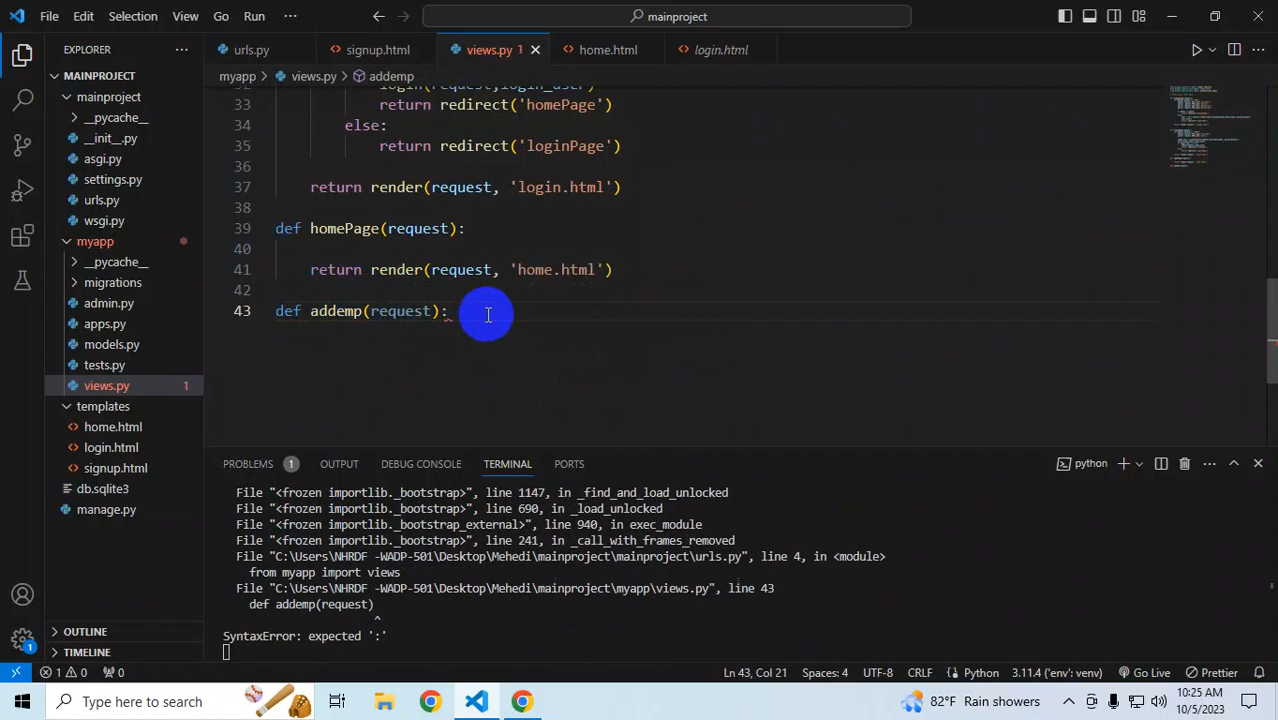 File Edit Selection View Go Run ··· mainproject
EXPLORER ··· urls.py signup.html views.py 1 home.html login.html
myapp > views.py > addemp
MAINPROJECT
mainproject
__pycache__
__init__.py
asgi.py
settings.py
urls.py
wsgi.py
myapp
__pycache__
migrations
admin.py
apps.py
models.py
tests.py
views.py 1
templates
home.html
login.html
signup.html
db.sqlite3
manage.py
OUTLINE
TIMELINE
login(request,login_user)
33 return redirect('homePage')
34 else:
35 return redirect('loginPage')
36
37 return render(request, 'login.html')
38
39 def homePage(request):
40
41 return render(request, 'home.html')
42
43 def addemp(request):
PROBLEMS 1 OUTPUT DEBUG CONSOLE TERMINAL PORTS python
File "<frozen importlib._bootstrap>", line 1147, in _find_and_load_unlocked
File "<frozen importlib._bootstrap>", line 690, in _load_unlocked
File "<frozen importlib._bootstrap_external>", line 940, in exec_module
File "<frozen importlib._bootstrap>", line 241, in _call_with_frames_removed
File "C:\Users\NHRDF -WADP-501\Desktop\Mehedi\mainproject\mainproject\urls.py", line 4, in <module>
from myapp import views
File "C:\Users\NHRDF -WADP-501\Desktop\Mehedi\mainproject\myapp\views.py", line 43
def addemp(request)
^
SyntaxError: expected ':'
1 0 0 Ln 43, Col 21 Spaces: 4 UTF-8 CRLF Python 3.11.4 ('env': venv) Go Live Prettier
Type here to search 82°F Rain showers 10:25 AM
10/5/2023